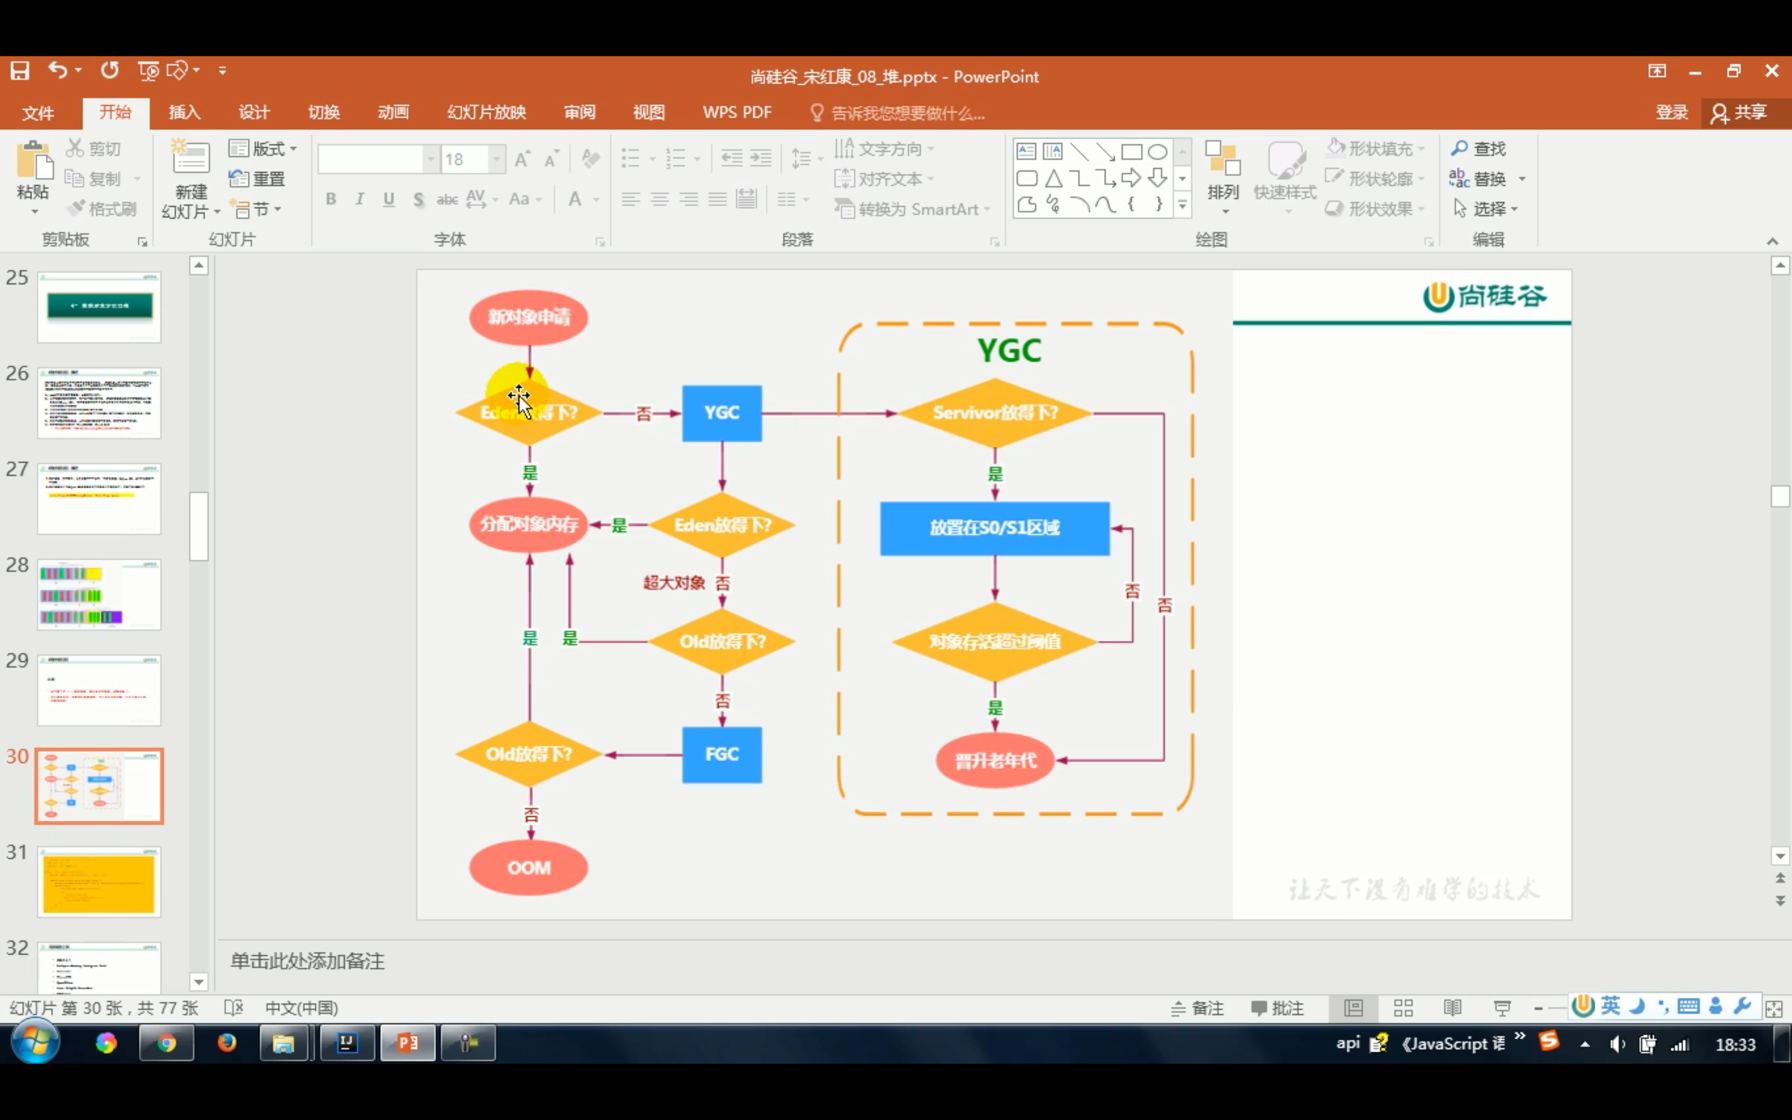 尚硅谷_宋红康_08_堆.pptx - PowerPoint
文件 开始 插入 设计 切换 动画 幻灯片放映 审阅 视图 WPS PDF 告诉我您想要做什么... 登录 共享
粘贴 剪切 复制 格式刷 剪贴板
新建 幻灯片 版式 重置 节 幻灯片
18
B I U S abc AV Aa A
字体
文字方向 对齐文本 转换为 SmartArt 段落
排列 快速样式 形状填充 形状轮廓 形状效果 绘图
查找 替换 选择 编辑
25
26
27
28
29
30
31
32
尚硅谷
新对象申请
YGC
Eden放得下?
否
YGC
Servivor放得下?
是
是
分配对象内存
是
Eden放得下?
放置在S0/S1区域
超大对象 否
否
否
是
是
Old放得下?
对象存活超过阈值
否
是
Old放得下?
FGC
晋升老年代
否
OOM
让天下没有难学的技术
单击此处添加备注
幻灯片 第 30 张，共 77 张 中文(中国) 备注 批注 英
api 《JavaScript 语 18:33